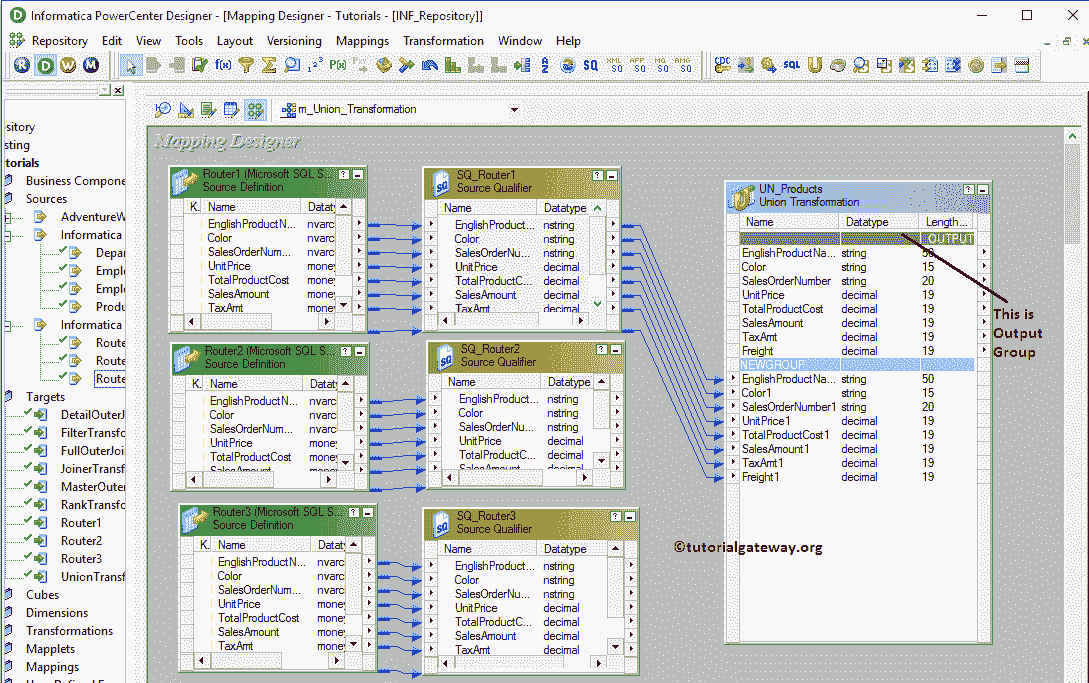 Informatica PowerCenter Designer - [Mapping Designer - Tutorials - [INF_Repository]]
Repository Edit View Tools Layout Versioning Mappings Transformation Window Help
m_Union_Transformation
Mapping Designer
sitory
sting
torials
Business Compone
Sources
AdventureW
Informatica
Depar
Emplo
Emplo
Produ
Informatica
Route
Route
Route
Targets
DetailOuterJ
FilterTransfo
FullOuterJoi
JoinerTransf
MasterOuter
RankTransfo
Router1
Router2
Router3
UnionTransf
Cubes
Dimensions
Transformations
Mapplets
Mappings
Router1 (Microsoft SQL S...
Source Definition
K. Name Dataty
EnglishProductN... nvarc
Color nvarc
SalesOrderNum... nvarc
UnitPrice money
TotalProductCost money
SalesAmount money
TaxAmt money
SQ_Router1
Source Qualifier
Name Datatype
EnglishProduc... nstring
Color nstring
SalesOrderNu... nstring
UnitPrice decimal
TotalProductC... decimal
SalesAmount decimal
TaxAmt decimal
Router2 (Microsoft SQL S...
Source Definition
K. Name Dataty
EnglishProductN... nvarc
Color nvarc
SalesOrderNum... nvarc
UnitPrice money
TotalProductCost money
SalesAmount money
SQ_Router2
Source Qualifier
Name Datatype
EnglishProduc... nstring
Color nstring
SalesOrderNu... nstring
UnitPrice decimal
TotalProductC... decimal
SalesAmount decimal
Router3 (Microsoft SQL S...
Source Definition
K. Name Dataty
EnglishProductN... nvarc
Color nvarc
SalesOrderNum... nvarc
UnitPrice money
TotalProductCost money
SalesAmount money
TaxAmt money
SQ_Router3
Source Qualifier
Name Datatype
EnglishProduc... nstring
Color nstring
SalesOrderNu... nstring
UnitPrice decimal
TotalProductC... decimal
SalesAmount decimal
TaxAmt decimal
UN_Products
Union Transformation
Name Datatype Length...
OUTPUT
EnglishProductNa... string 50
Color string 15
SalesOrderNumber string 20
UnitPrice decimal 19
TotalProductCost decimal 19
SalesAmount decimal 19
TaxAmt decimal 19
Freight decimal 19
NEWGROUP
EnglishProductNa... string 50
Color1 string 15
SalesOrderNumber1 string 20
UnitPrice1 decimal 19
TotalProductCost1 decimal 19
SalesAmount1 decimal 19
TaxAmt1 decimal 19
Freight1 decimal 19
This is
Output
Group
©tutorialgateway.org